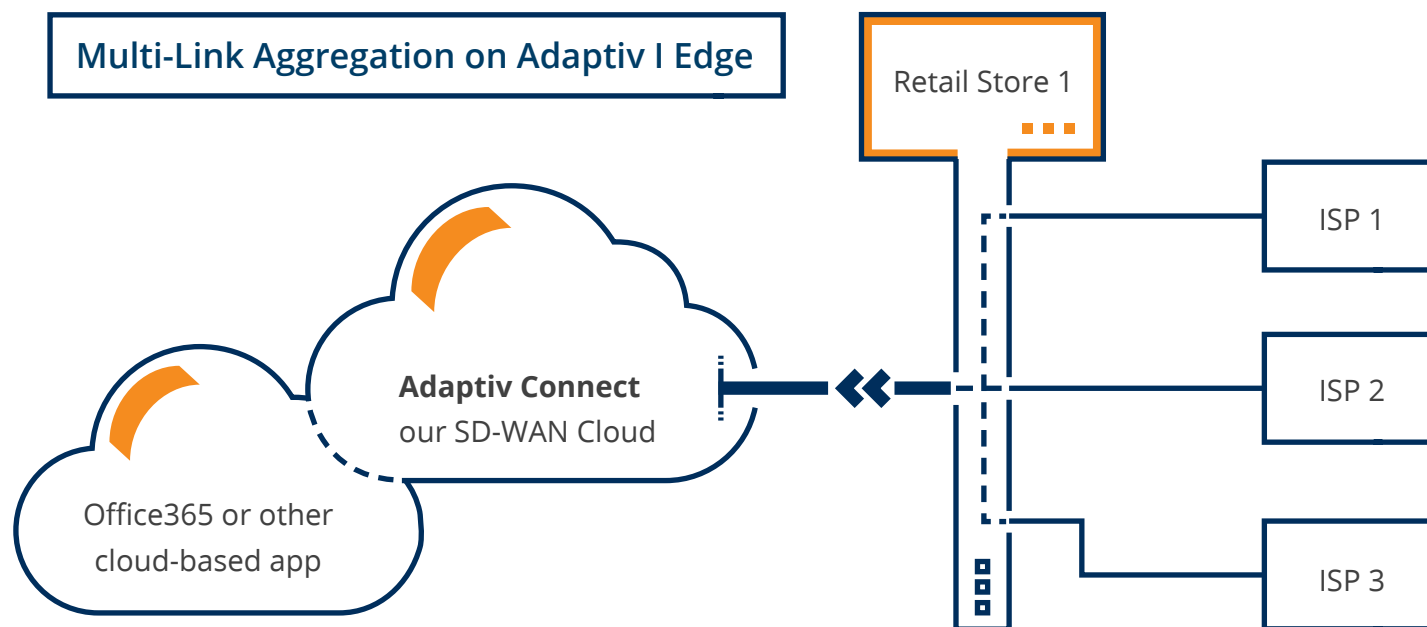 Multi-Link Aggregation on Adaptiv I Edge
Retail Store 1
ISP 1
Adaptiv Connect
our SD-WAN Cloud
ISP 2
Office365 or other
cloud-based app
ISP 3